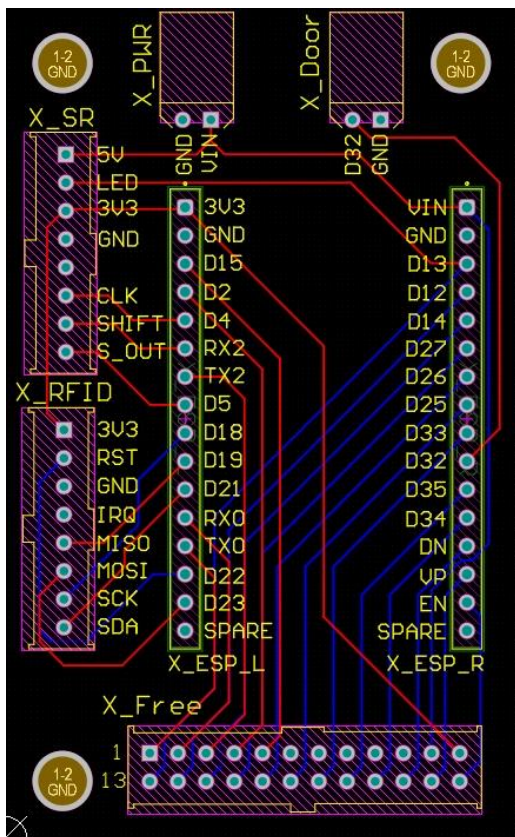 1-2
GND
X_PWR
GND
VIN
X_Door
D32
GND
1-2
GND
X_SR
5V
LED
3V3
GND
CLK
SHIFT
S_OUT
X_RFID
3V3
RST
GND
IRQ
MISO
MOSI
SCK
SDA
3V3
GND
D15
D2
D4
RX2
TX2
D5
D18
D19
D21
RX0
TX0
D22
D23
SPARE
X_ESP_L
VIN
GND
D13
D12
D14
D27
D26
D25
D33
D32
D35
D34
DN
VP
EN
SPARE
X_ESP_R
X_Free
1
13
1-2
GND